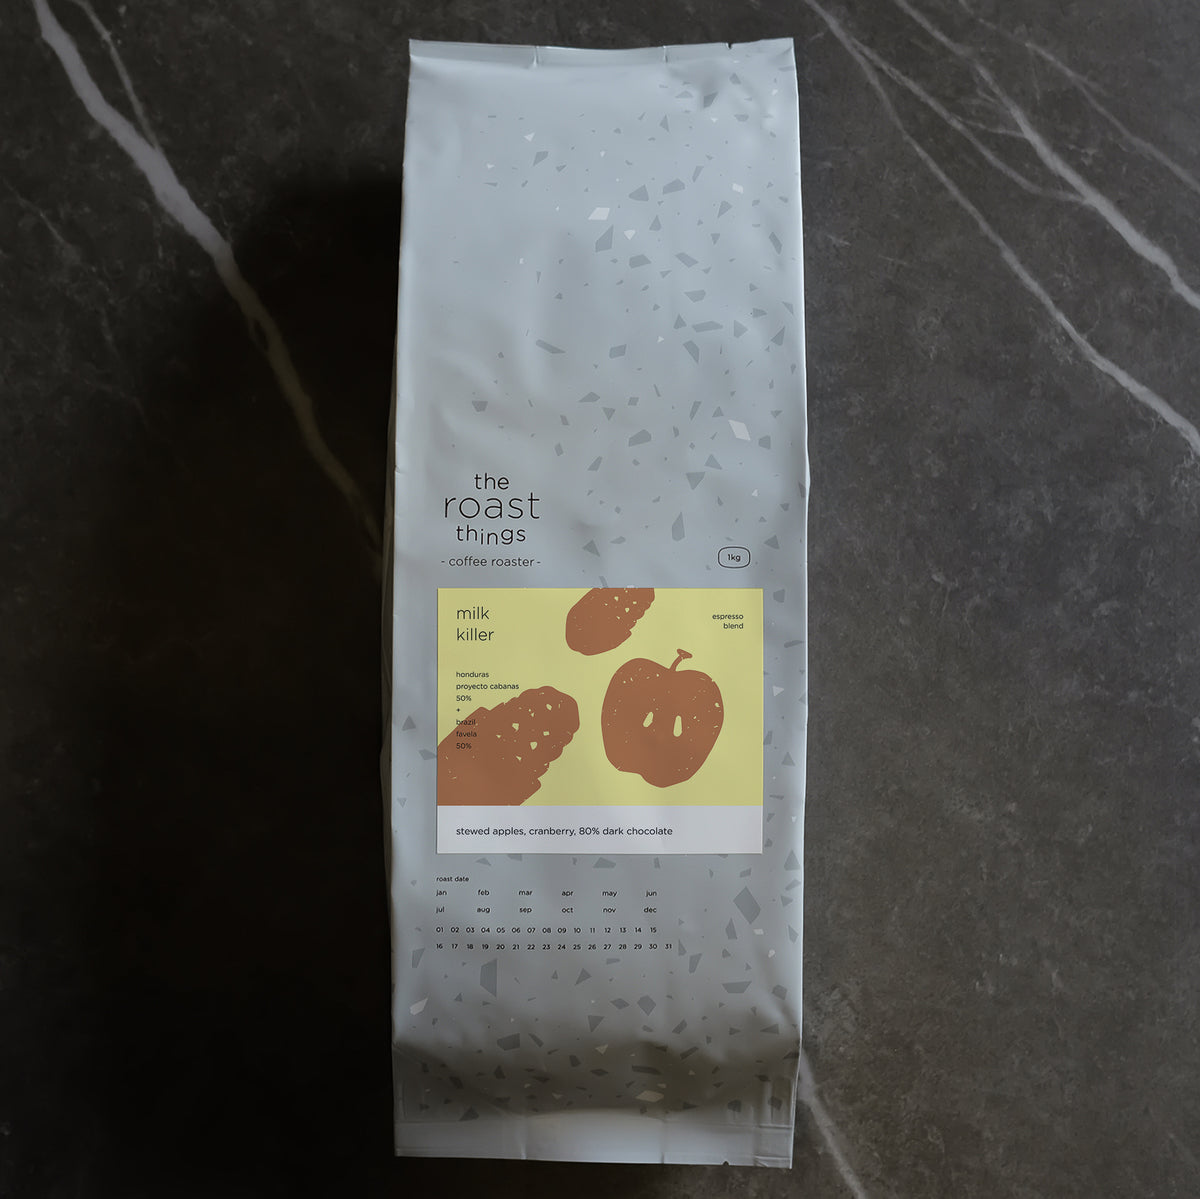 the
roast
things
- coffee roaster -
1kg
milk
killer
espresso
blend
honduras
proyecto cabanas
50%
+
brazil
favela
50%
stewed apples, cranberry, 80% dark chocolate
roast date
jan feb mar apr may jun
jul aug sep oct nov dec
01 02 03 04 05 06 07 08 09 10 11 12 13 14 15
16 17 18 19 20 21 22 23 24 25 26 27 28 29 30 31